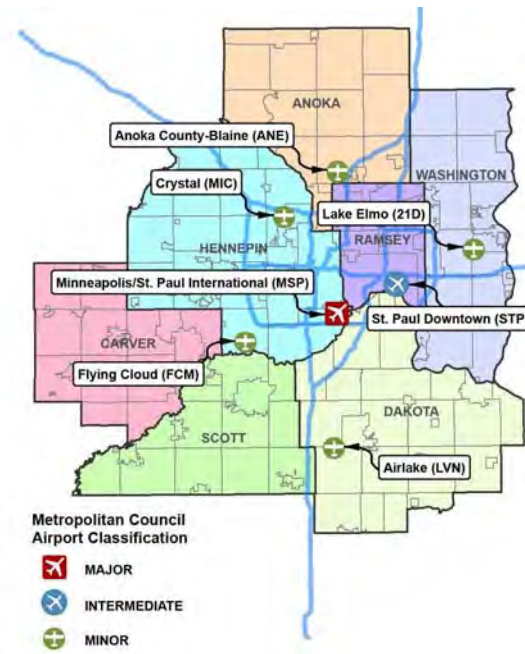 ANOKA
Anoka County-Blaine (ANE)
WASHINGTON
Crystal (MIC)
Lake Elmo (21D)
RAMSEY
HENNEPIN
Minneapolis/St. Paul International (MSP)
St. Paul Downtown (STP
CARVER
Flying Cloud (FCM)
DAKOTA
SCOTT
Airlake (LVN)
Metropolitan Council
Airport Classification
MAJOR
INTERMEDIATE
MINOR